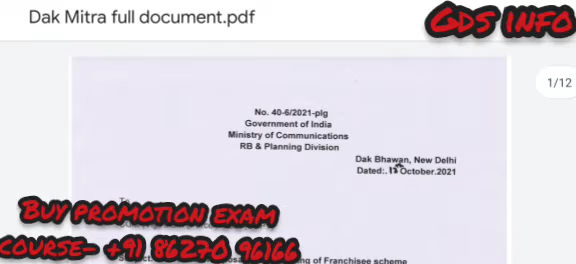 Dak Mitra full document.pdf
GDS INFO
1/12
No. 40-6/2021-plg
Government of India
Ministry of Communications
RB & Planning Division
Dak Bhawan, New Delhi
Dated:. October.2021
To
BUY PROMOTION EXAM
COURSE- +91 86270 96166
ng of Franchisee scheme